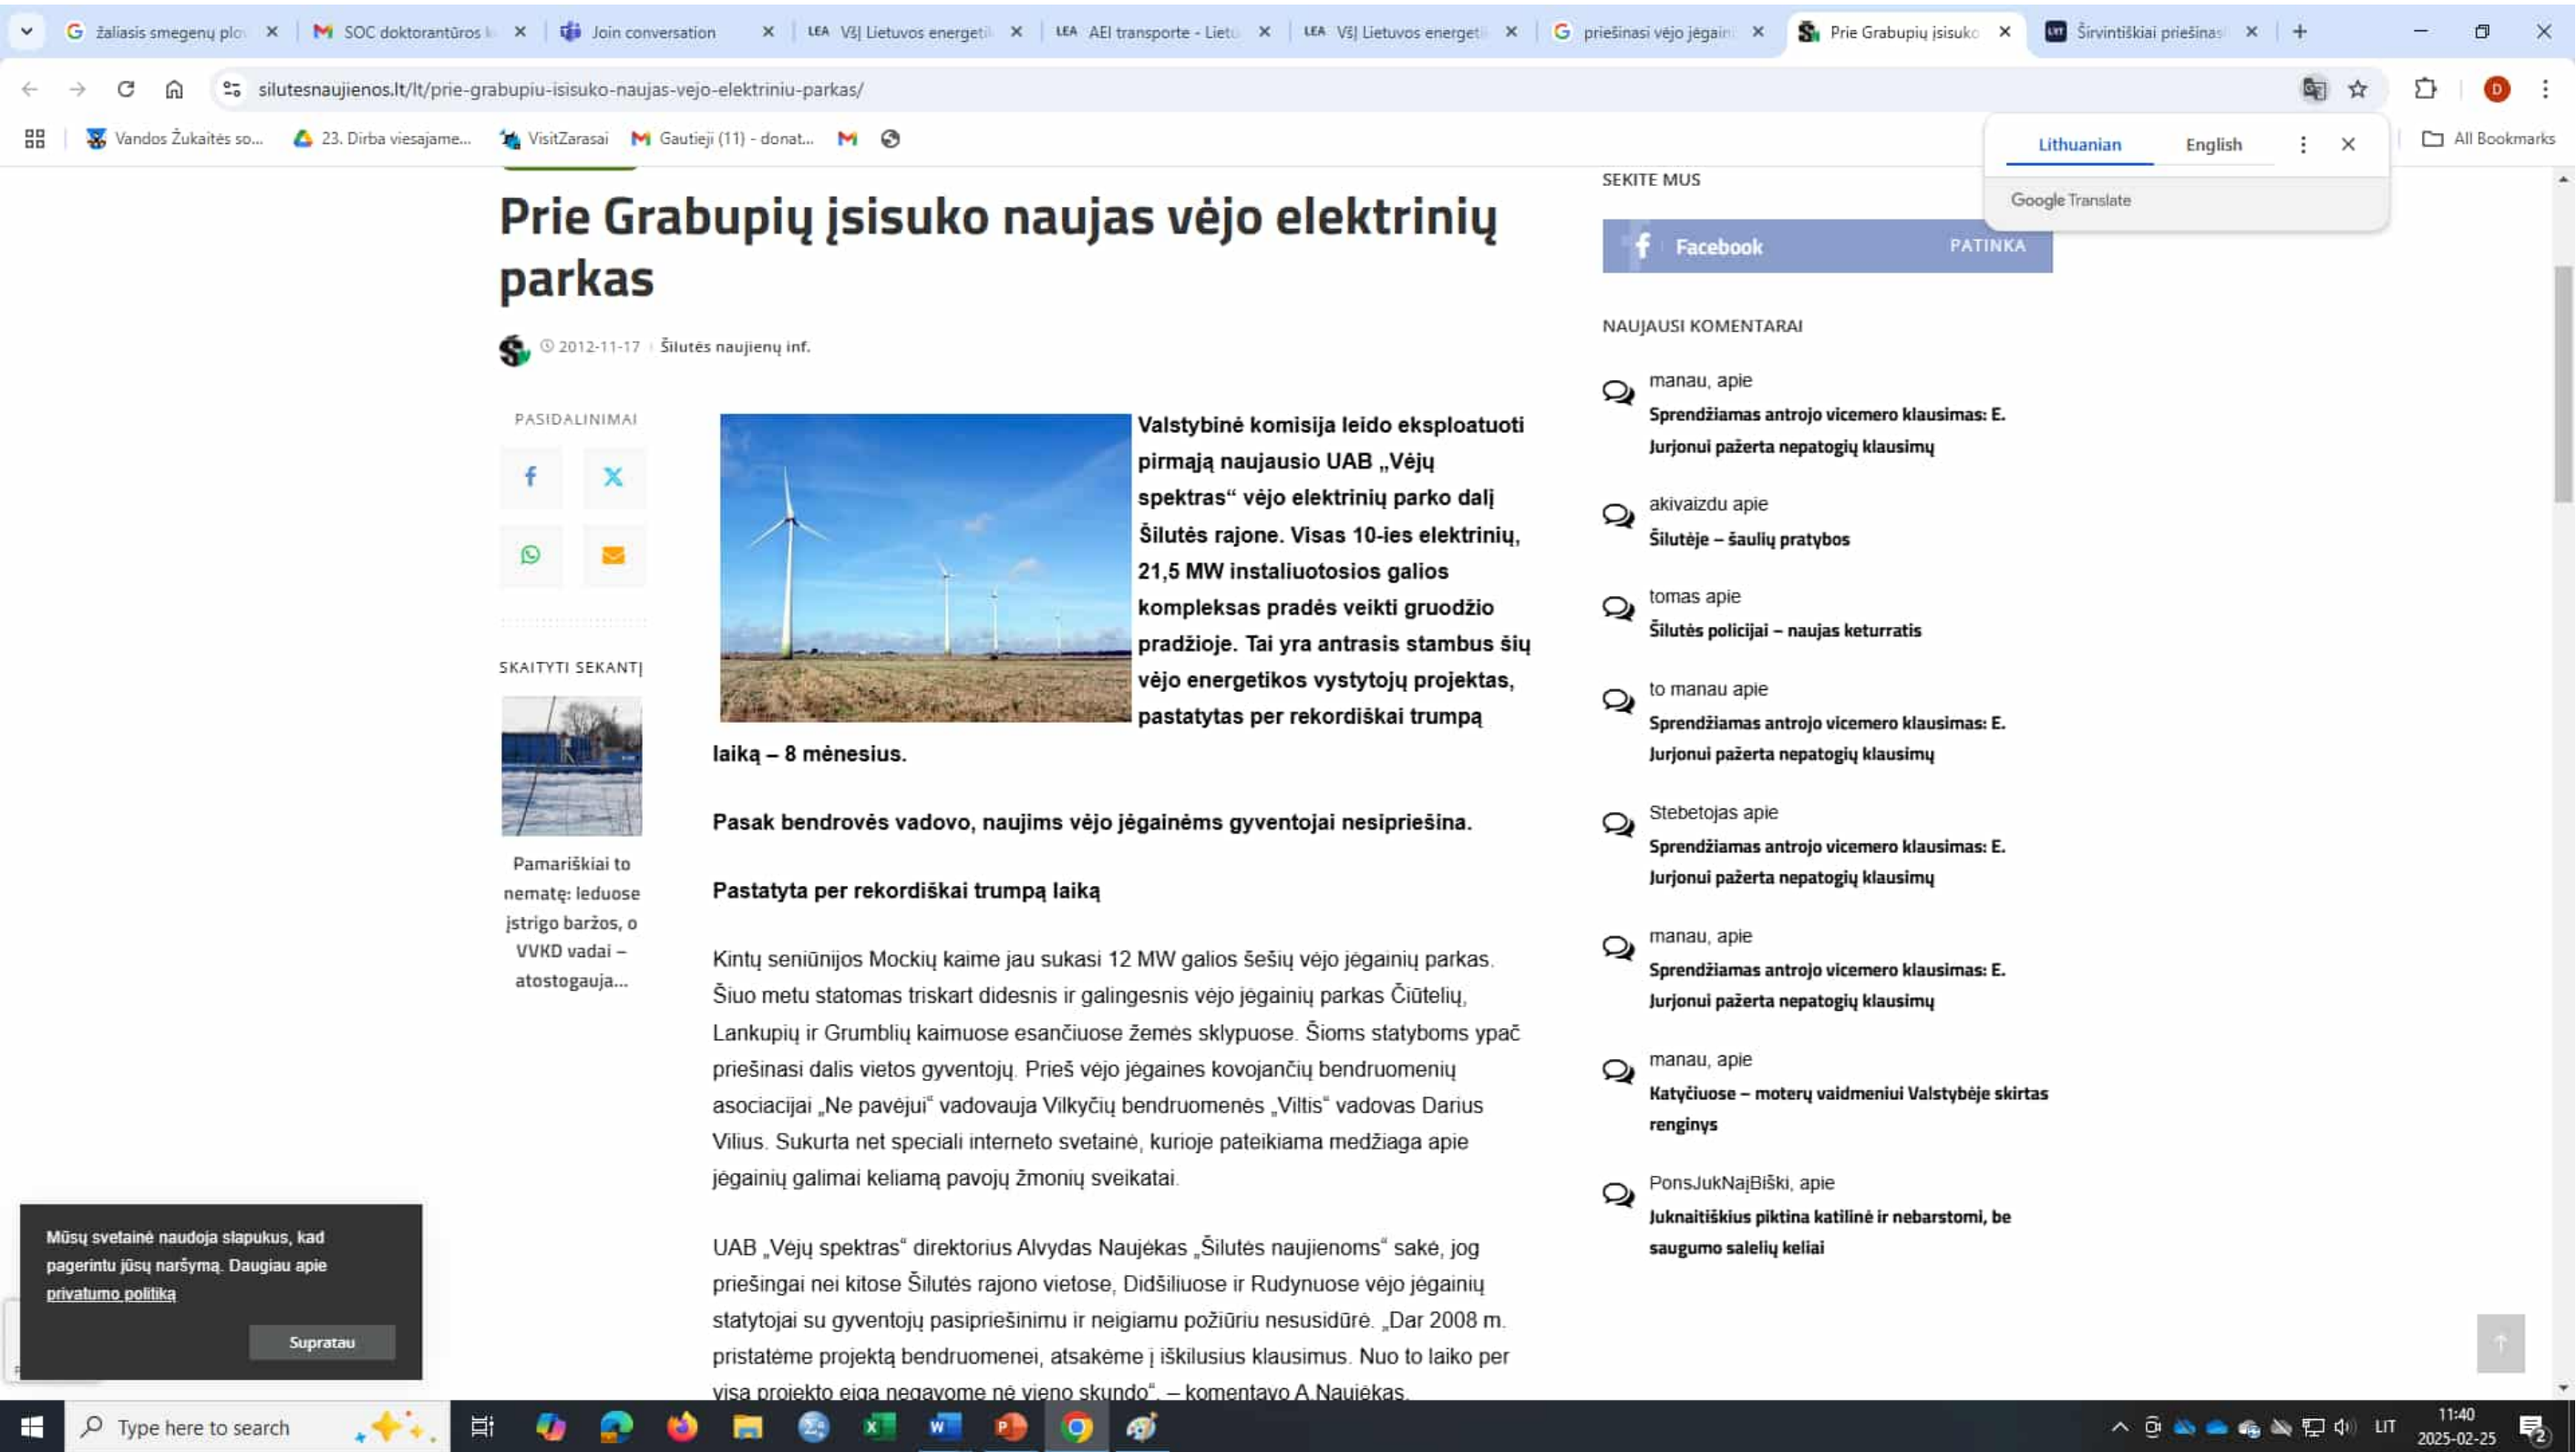 žaliasis smegenų plov
SOC doktorantūros k
Join conversation
LEA VšĮ Lietuvos energeti
LEA AEI transporte - Lietu
LEA VšĮ Lietuvos energeti
priešinasi vėjo jėgain
Prie Grabupių įsisuko
LRT Širvintiškiai priešinas
silutesnaujienos.lt/lt/prie-grabupiu-isisuko-naujas-vejo-elektriniu-parkas/
D
Vandos Žukaitės so...
23. Dirba viesajame...
VisitZarasai
Gautieji (11) - donat...
All Bookmarks
Lithuanian
English
Google Translate
Prie Grabupių įsisuko naujas vėjo elektrinių
parkas
2012-11-17
Šilutės naujienų inf.
PASIDALINIMAI
SKAITYTI SEKANTĮ
Pamariškiai to
nematę: leduose
įstrigo baržos, o
VVKD vadai –
atostogauja...
Valstybinė komisija leido eksploatuoti
pirmąją naujausio UAB „Vėjų
spektras“ vėjo elektrinių parko dalį
Šilutės rajone. Visas 10-ies elektrinių,
21,5 MW instaliuotosios galios
kompleksas pradės veikti gruodžio
pradžioje. Tai yra antrasis stambus šių
vėjo energetikos vystytojų projektas,
pastatytas per rekordiškai trumpą
laiką – 8 mėnesius.
Pasak bendrovės vadovo, naujims vėjo jėgainėms gyventojai nesipriešina.
Pastatyta per rekordiškai trumpą laiką
Kintų seniūnijos Mockių kaime jau sukasi 12 MW galios šešių vėjo jėgainių parkas.
Šiuo metu statomas triskart didesnis ir galingesnis vėjo jėgainių parkas Čiūtelių,
Lankupių ir Grumblių kaimuose esančiuose žemės sklypuose. Šioms statyboms ypač
priešinasi dalis vietos gyventojų. Prieš vėjo jėgaines kovojančių bendruomenių
asociacijai „Ne pavėjui“ vadovauja Vilkyčių bendruomenės „Viltis“ vadovas Darius
Vilius. Sukurta net speciali interneto svetainė, kurioje pateikiama medžiaga apie
jėgainių galimai keliamą pavojų žmonių sveikatai.
UAB „Vėjų spektras“ direktorius Alvydas Naujėkas „Šilutės naujienoms“ sakė, jog
priešingai nei kitose Šilutės rajono vietose, Didšiliuose ir Rudynuose vėjo jėgainių
statytojai su gyventojų pasipriešinimu ir neigiamu požiūriu nesusidūrė. „Dar 2008 m.
pristatėme projektą bendruomenei, atsakėme į iškilusius klausimus. Nuo to laiko per
visą projekto eigą negavome nė vieno skundo“, – komentavo A.Naujėkas.
SEKITE MUS
Facebook
PATINKA
NAUJAUSI KOMENTARAI
manau, apie
Sprendžiamas antrojo vicemero klausimas: E.
Jurjonui pažerta nepatogių klausimų
akivaizdu apie
Šilutėje – šaulių pratybos
tomas apie
Šilutės policijai – naujas keturratis
to manau apie
Sprendžiamas antrojo vicemero klausimas: E.
Jurjonui pažerta nepatogių klausimų
Stebetojas apie
Sprendžiamas antrojo vicemero klausimas: E.
Jurjonui pažerta nepatogių klausimų
manau, apie
Sprendžiamas antrojo vicemero klausimas: E.
Jurjonui pažerta nepatogių klausimų
manau, apie
Katyčiuose – moterų vaidmeniui Valstybėje skirtas
renginys
PonsJukNajBiški, apie
Juknaitiškius piktina katilinė ir nebarstomi, be
saugumo salelių keliai
Mūsų svetainė naudoja slapukus, kad
pagerintu jūsų naršymą. Daugiau apie
privatumo politiką
Supratau
Type here to search
LIT
11:40
2025-02-25
2